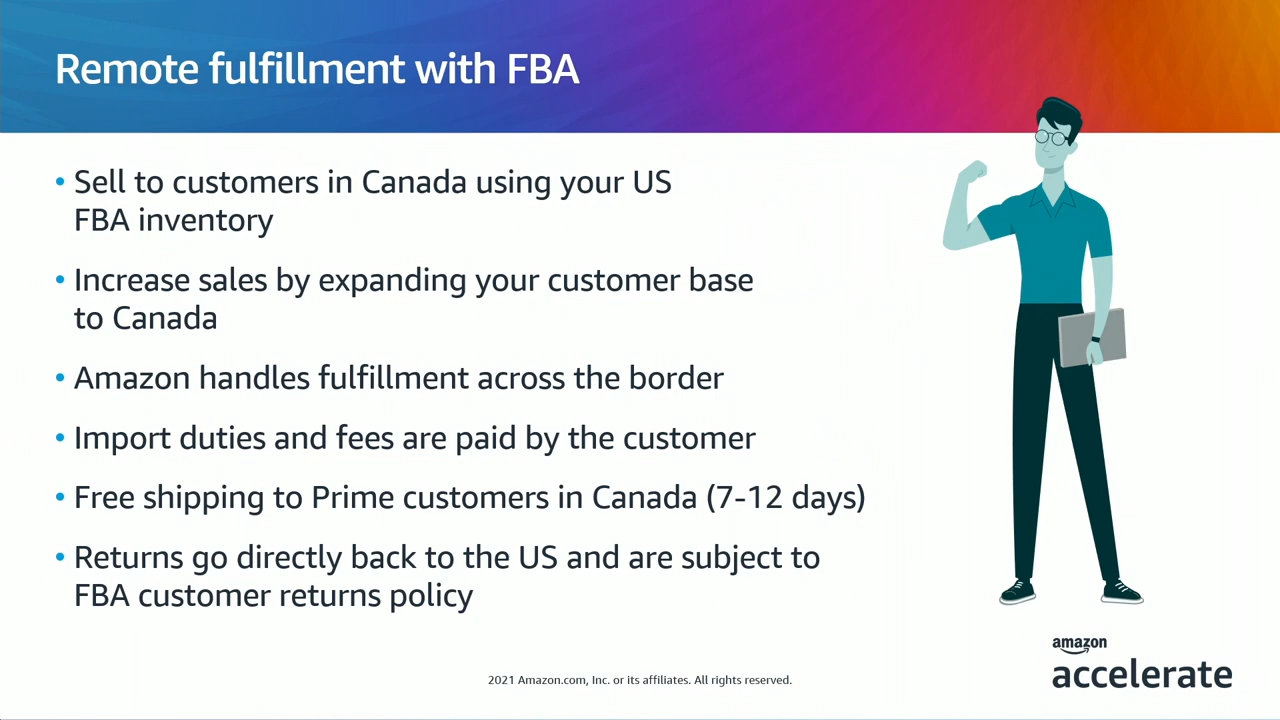 Remote fulfillment with FBA
• Sell to customers in Canada using your US
FBA inventory
• Increase sales by expanding your customer base
to Canada
• Amazon handles fulfillment across the border
• Import duties and fees are paid by the customer
• Free shipping to Prime customers in Canada (7-12 days)
• Returns go directly back to the US and are subject to
FBA customer returns policy
amazon
accelerate
2021 Amazon.com, Inc. or its affiliates. All rights reserved.